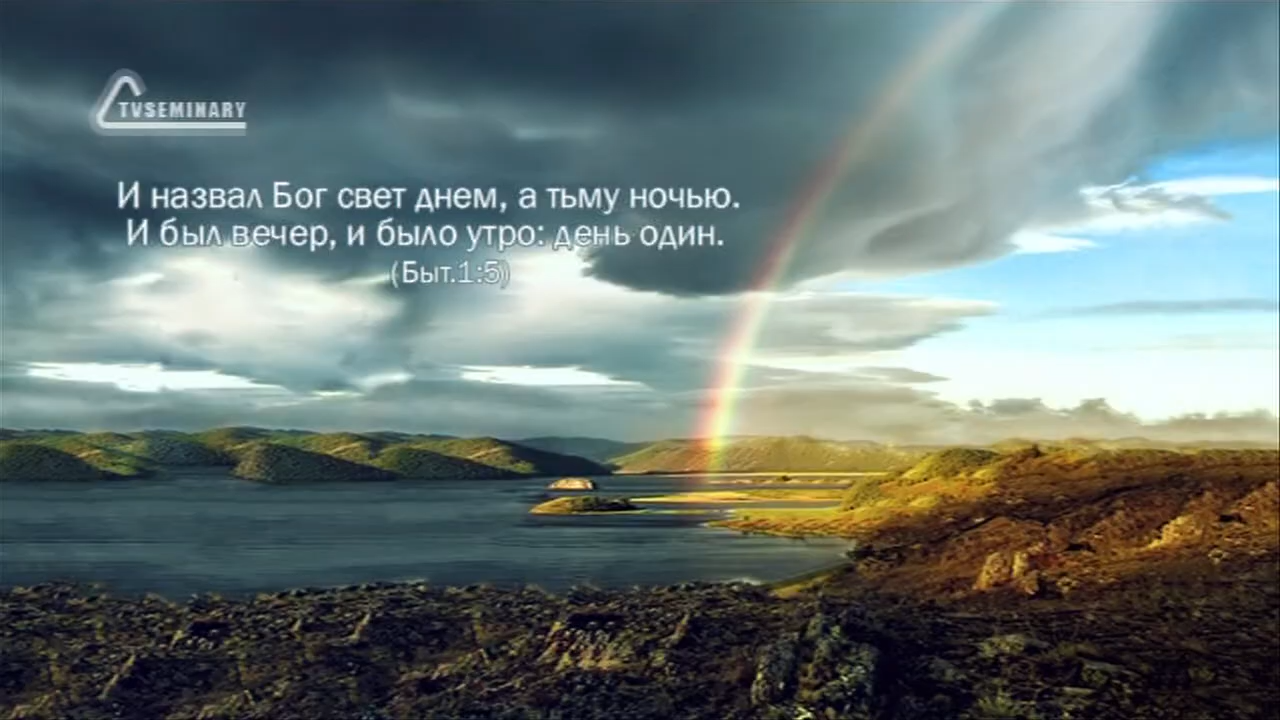 TVSEMINARY
И назвал Бог свет днем, а тьму ночью.
И был вечер, и было утро: день один.
(Быт.1:5)